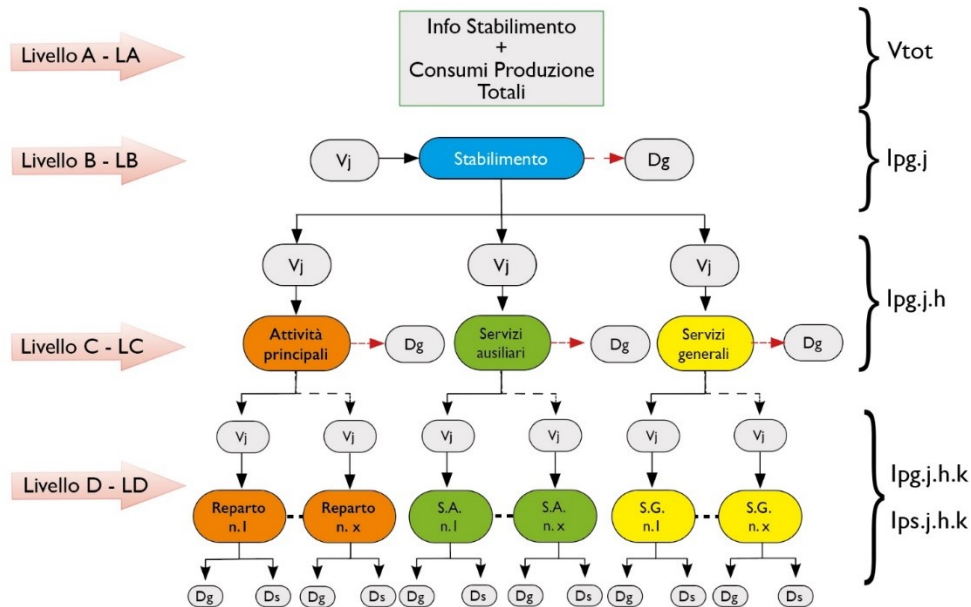 Livello A - LA
Info Stabilimento
+
Consumi Produzione
Totali
Vtot
Livello B - LB
Vj
Stabilimento
Dg
Ipg.j
Vj
Vj
Vj
Ipg.j.h
Livello C - LC
Attività
principali
Dg
Servizi
ausiliari
Dg
Servizi
generali
Dg
Vj
Vj
Vj
Vj
Vj
Vj
Livello D - LD
Reparto
n.1
Reparto
n. x
S.A.
n.1
S.A.
n. x
S.G.
n.1
S.G.
n. x
Ipg.j.h.k
Ips.j.h.k
Dg
Ds
Dg
Ds
Dg
Ds
Dg
Ds
Dg
Ds
Dg
Ds